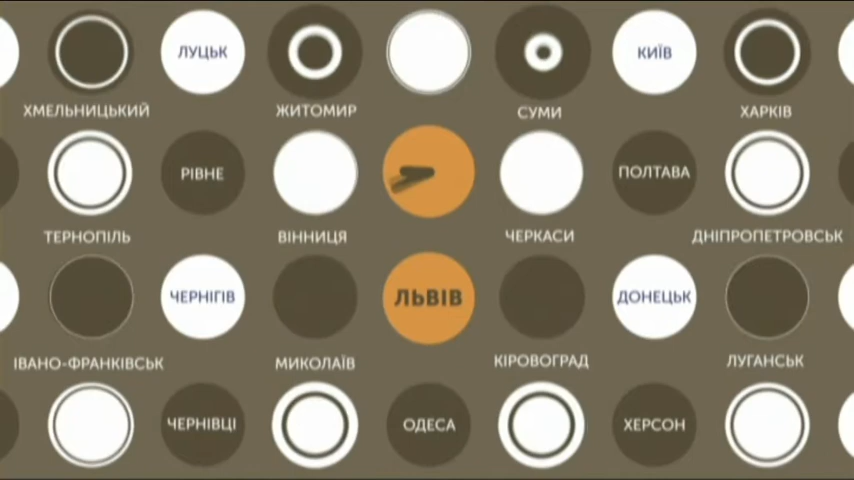 ЛУЦЬК
КИЇВ
ХМЕЛЬНИЦЬКИЙ
ЖИТОМИР
СУМИ
ХАРКІВ
РІВНЕ
ПОЛТАВА
ТЕРНОПІЛЬ
ВІННИЦЯ
ЧЕРКАСИ
ДНІПРОПЕТРОВСЬК
ЧЕРНІГІВ
ЛЬВІВ
ДОНЕЦЬК
ІВАНО-ФРАНКІВСЬК
МИКОЛАЇВ
КІРОВОГРАД
ЛУГАНСЬК
ЧЕРНІВЦІ
ОДЕСА
ХЕРСОН